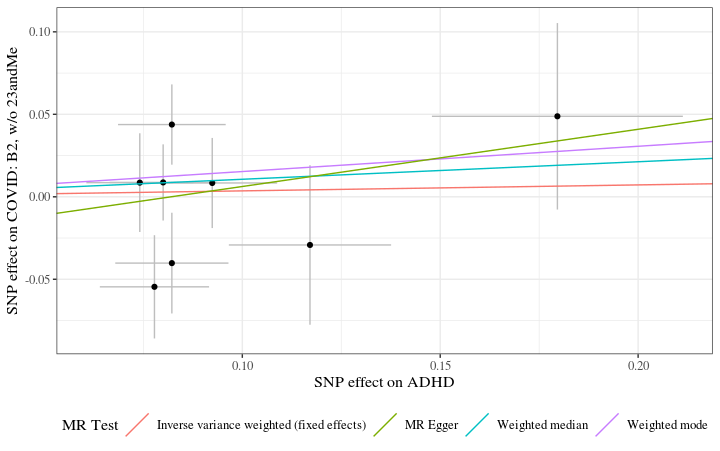 SNP effect on COVID: B2, w/o 23andMe
0.10
0.05
0.00
-0.05
0.10
0.15
0.20
SNP effect on ADHD
MR Test
Inverse variance weighted (fixed effects)
MR Egger
Weighted median
Weighted mode